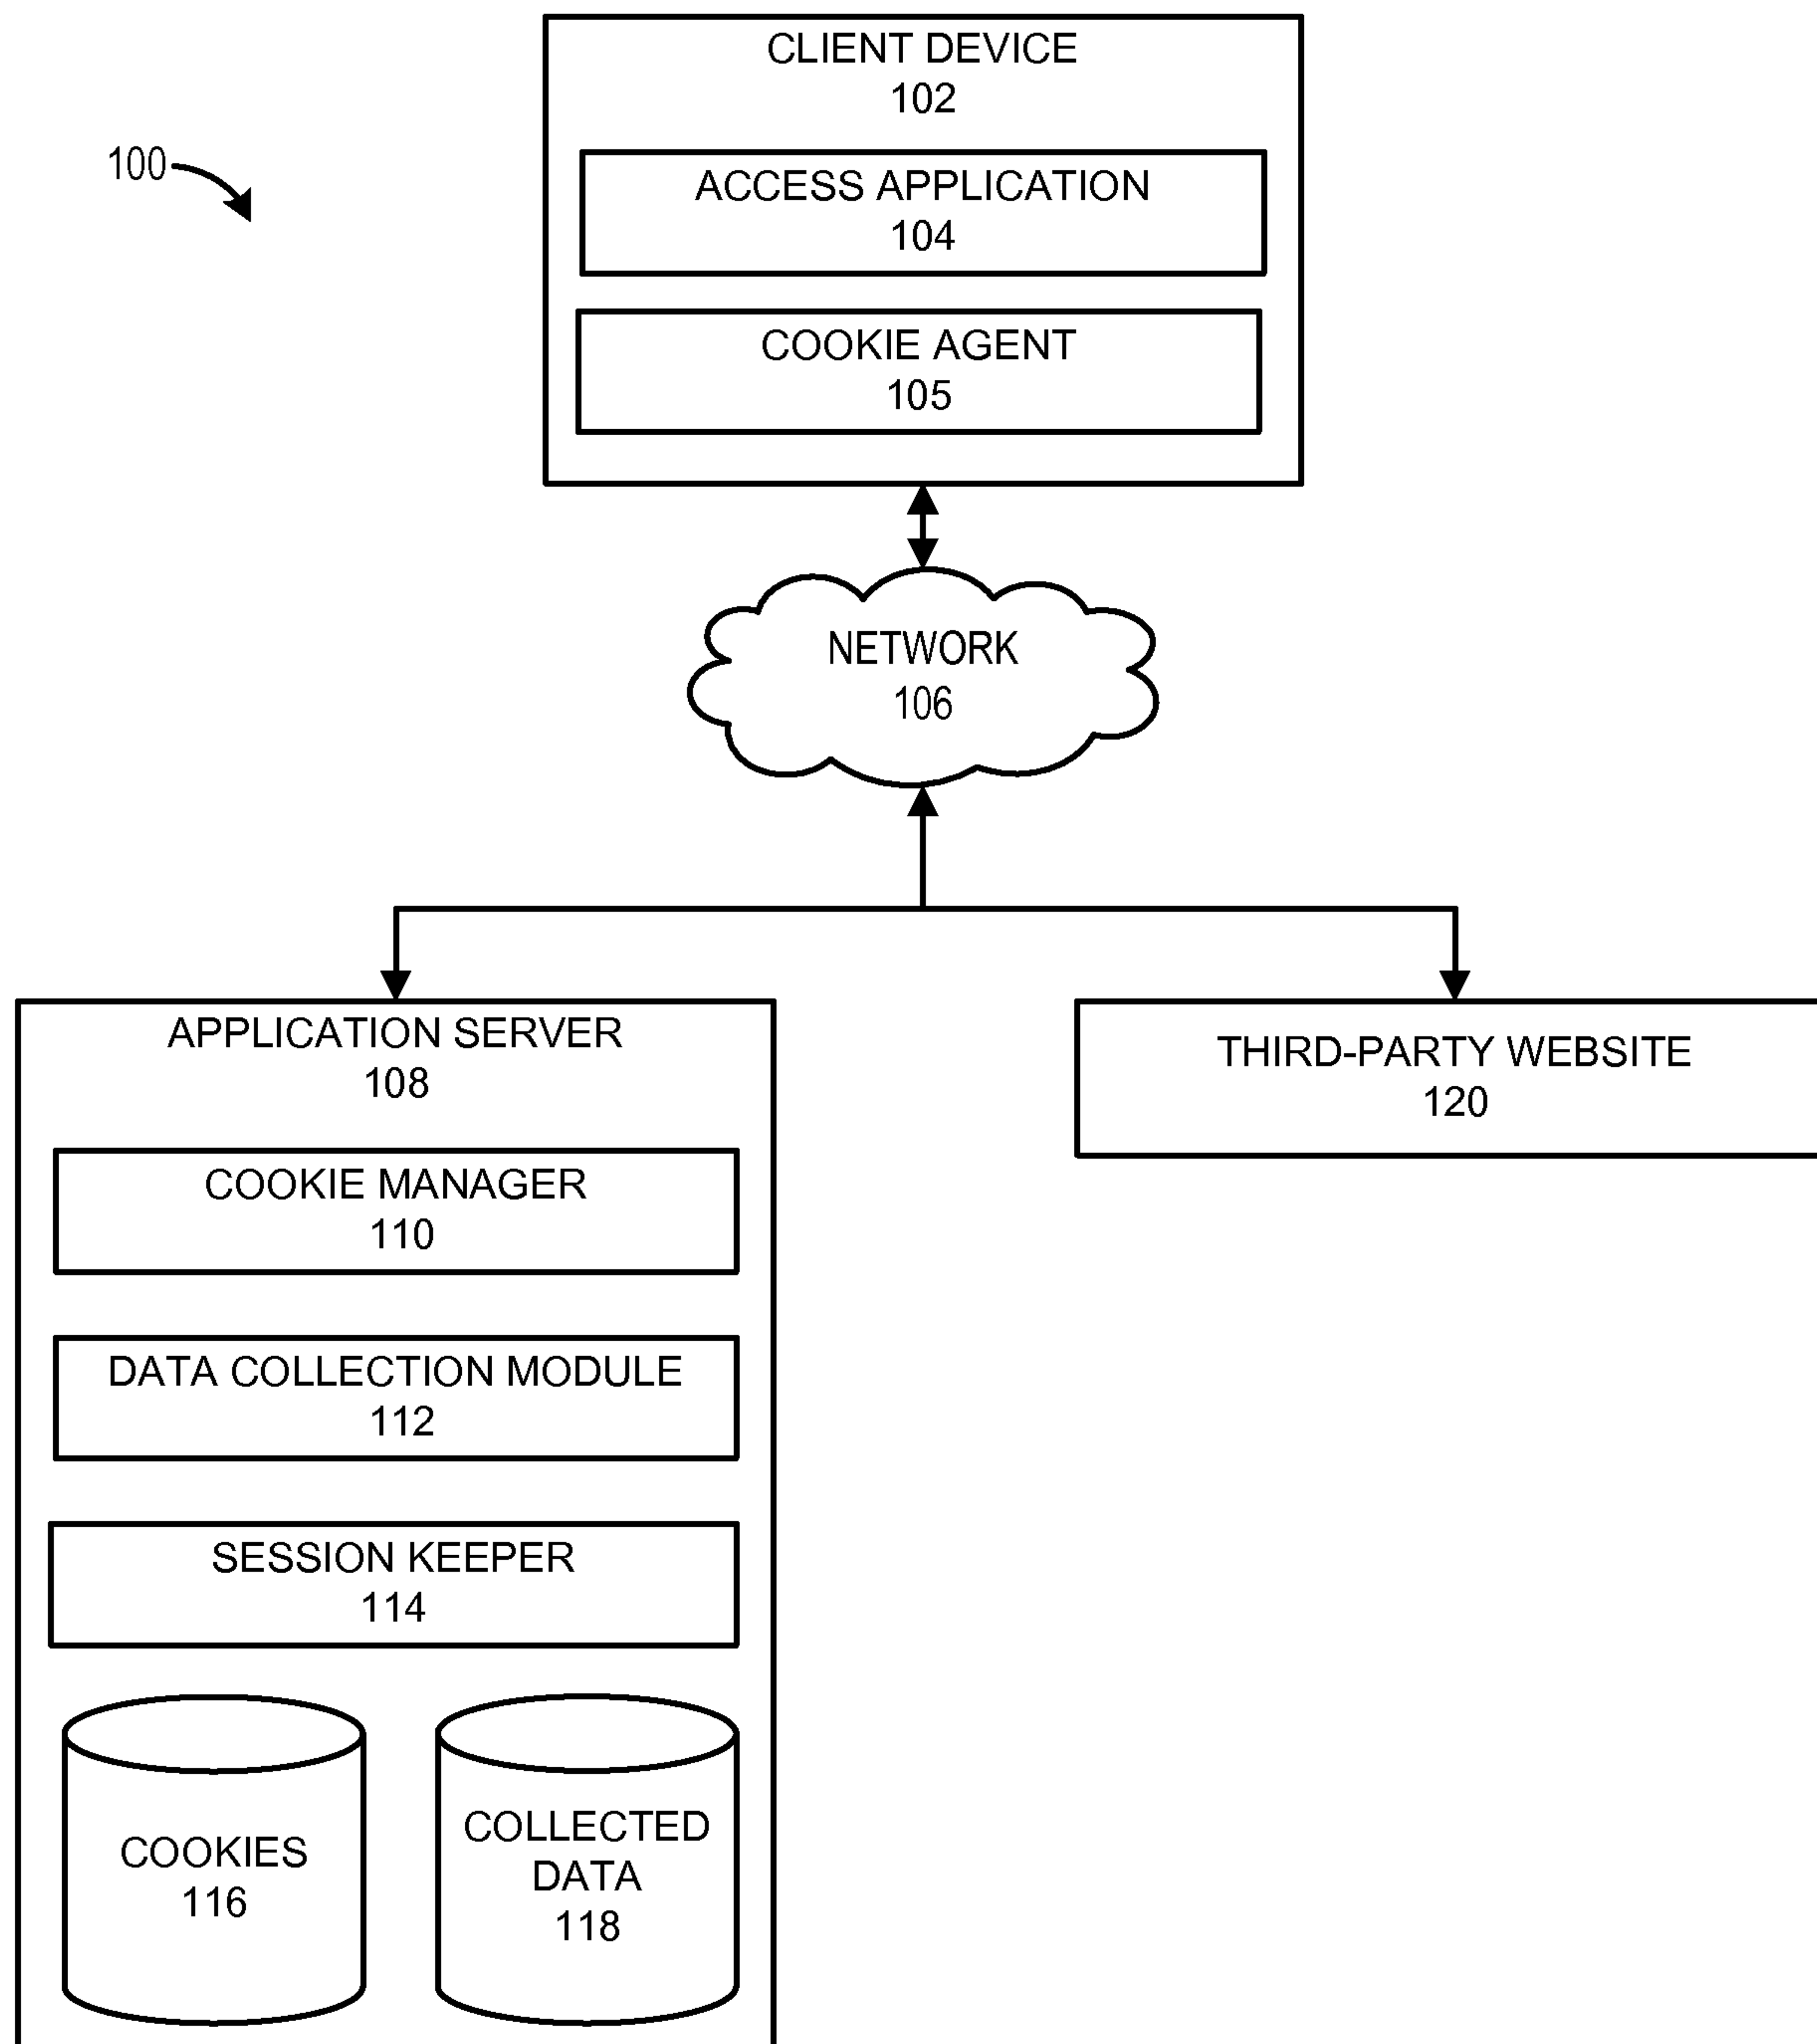 CLIENT DEVICE
102
100
ACCESS APPLICATION
104
COOKIE AGENT
105
NETWORK
106
APPLICATION SERVER
108
THIRD-PARTY WEBSITE
120
COOKIE MANAGER
110
DATA COLLECTION MODULE
112
SESSION KEEPER
114
COOKIES
116
COLLECTED
DATA
118